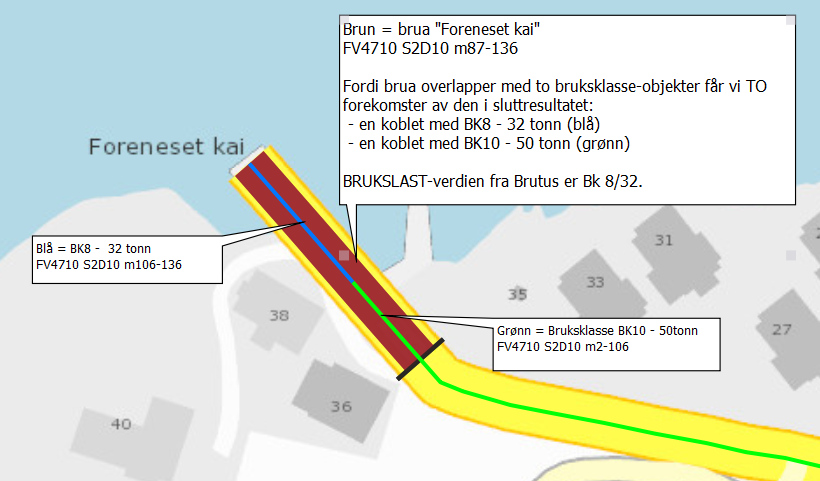 Brun = brua "Foreneset kai"
FV4710 S2D10 m87-136
Fordi brua overlapper med to bruksklasse-objekter får vi TO
forekomster av den i sluttresultatet:
- en koblet med BK8 - 32 tonn (blå)
- en koblet med BK10 - 50 tonn (grønn)
BRUKSLAST-verdien fra Brutus er Bk 8/32.
Foreneset kai
Blå = BK8 - 32 tonn
FV4710 S2D10 m106-136
31
33
35
38
27
Grønn = Bruksklasse BK10 - 50tonn
FV4710 S2D10 m2-106
36
40